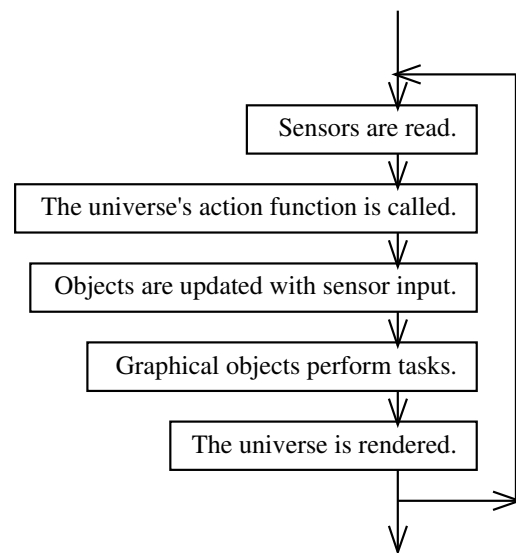 Sensors are read.
The universe's action function is called.
Objects are updated with sensor input.
Graphical objects perform tasks.
The universe is rendered.